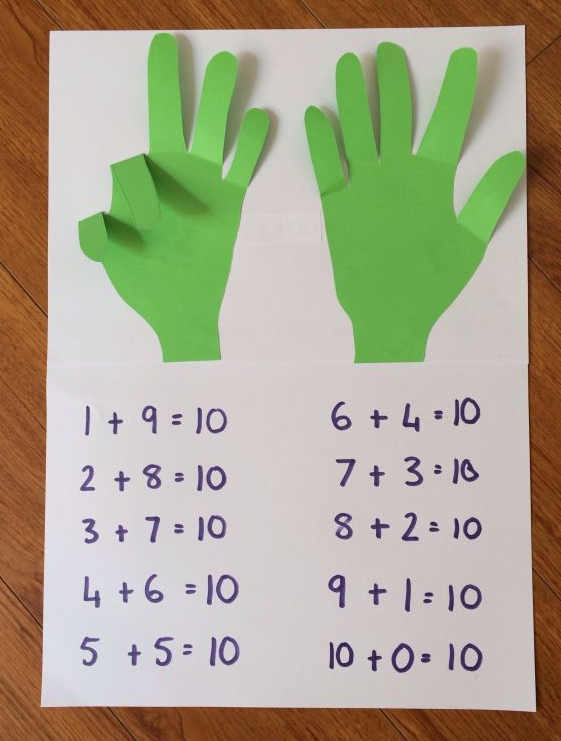 1 + 9 = 10
2 + 8 = 10
3 + 7 = 10
4 + 6 = 10
5 + 5 = 10
6 + 4 = 10
7 + 3 = 10
8 + 2 = 10
9 + 1 = 10
10 + 0 = 10